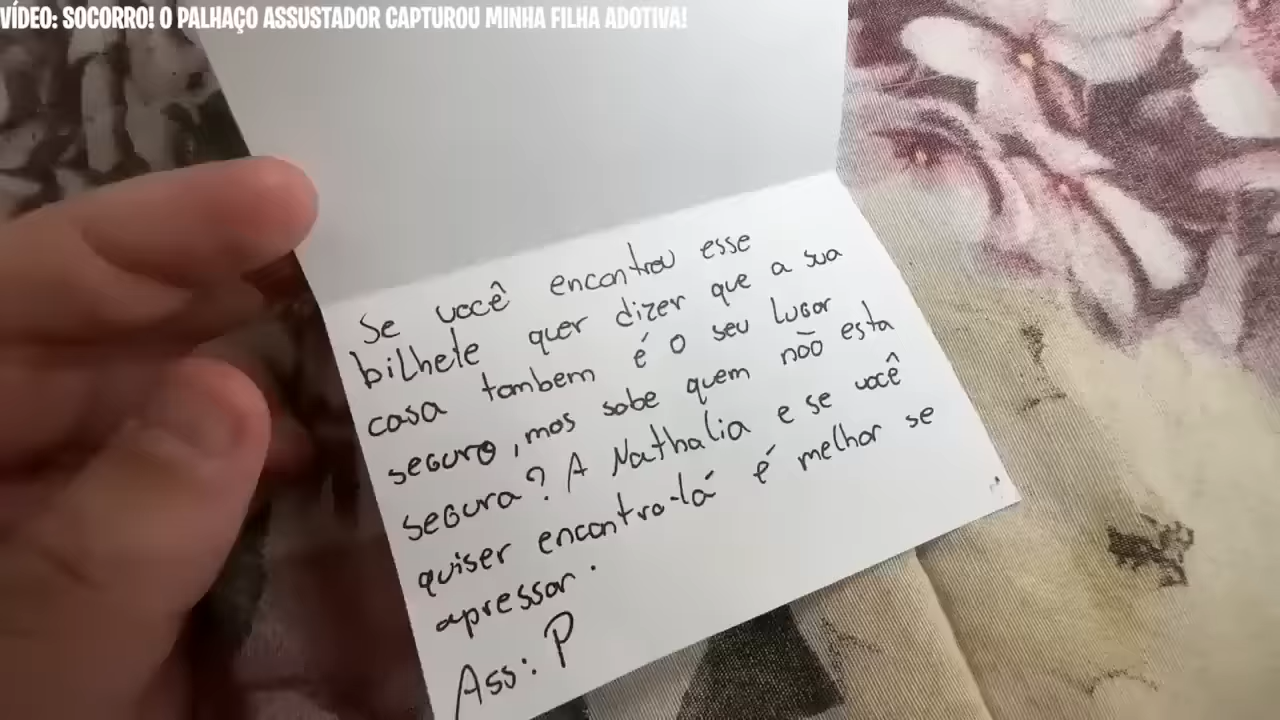 VÍDEO: SOCORRO! O PALHAÇO ASSUSTADOR CAPTUROU MINHA FILHA ADOTIVA!
Se você encontrou esse
bilhete quer dizer que a sua
casa tambem é o seu lugar
seguro, mas sabe quem não esta
segura? A Nathalia e se você
quiser encontra-lá é melhor se
apressar.
Ass: P